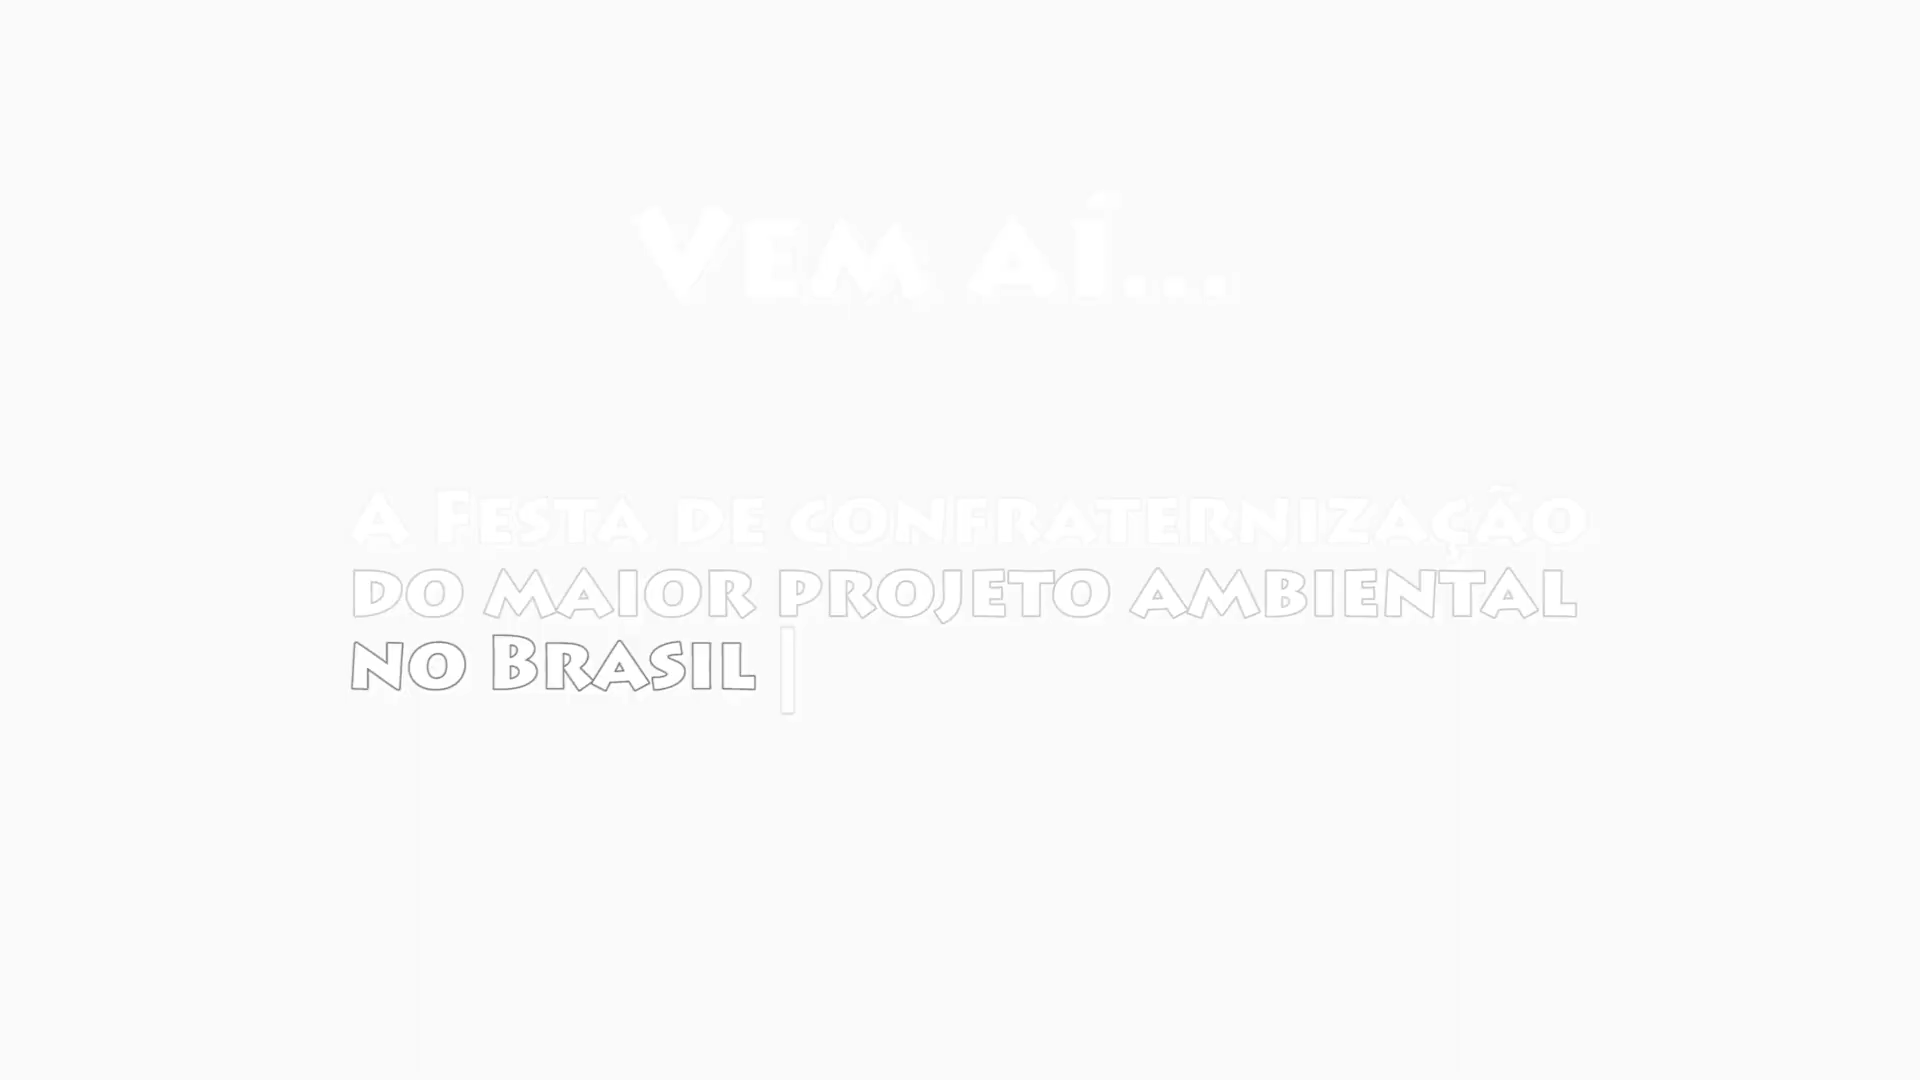 Vem aí...
A Festa de confraternização
do maior projeto ambiental
no Brasil